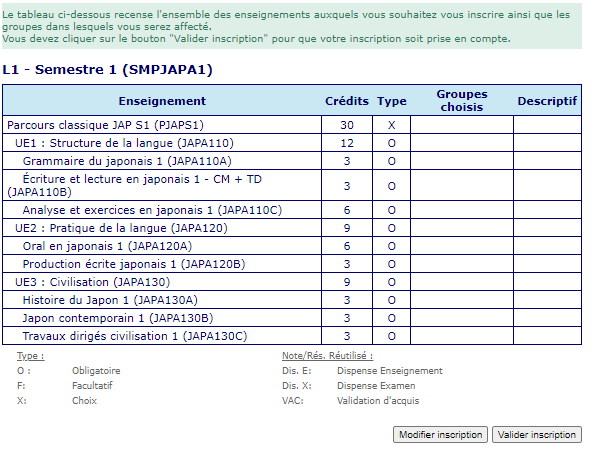 Le tableau ci-dessous recense l'ensemble des enseignements auxquels vous souhaitez vous inscrire ainsi que les
groupes dans lesquels vous serez affecté.
Vous devez cliquer sur le bouton "Valider inscription" pour que votre inscription soit prise en compte.
L1 - Semestre 1 (SMPJAPA1)
Enseignement Crédits Type Groupes choisis Descriptif
Parcours classique JAP S1 (PJAPS1) 30 X
UE1 : Structure de la langue (JAPA110) 12 O
Grammaire du japonais 1 (JAPA110A) 3 O
Écriture et lecture en japonais 1 - CM + TD
(JAPA110B) 3 O
Analyse et exercices en japonais 1 (JAPA110C) 6 O
UE2 : Pratique de la langue (JAPA120) 9 O
Oral en japonais 1 (JAPA120A) 6 O
Production écrite japonais 1 (JAPA120B) 3 O
UE3 : Civilisation (JAPA130) 9 O
Histoire du Japon 1 (JAPA130A) 3 O
Japon contemporain 1 (JAPA130B) 3 O
Travaux dirigés civilisation 1 (JAPA130C) 3 O
Type : Note/Rés. Réutilisé :
O : Obligatoire Dis. E: Dispense Enseignement
F: Facultatif Dis. X: Dispense Examen
X: Choix VAC: Validation d'acquis
Modifier inscription Valider inscription